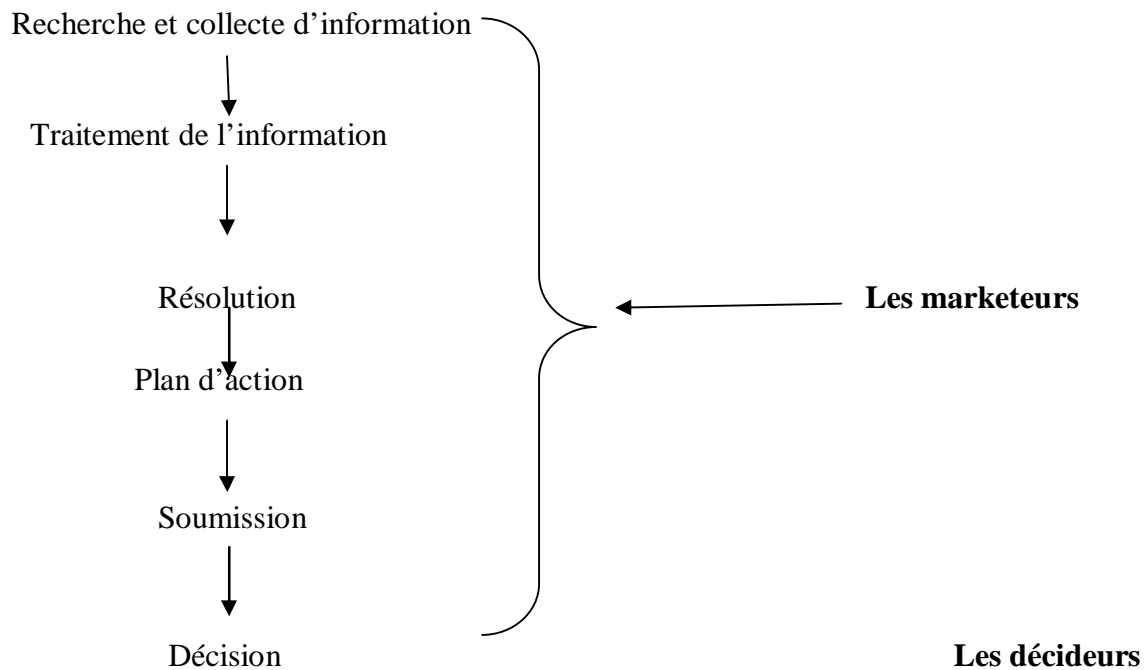 Recherche et collecte d’information
Traitement de l’information
Résolution
Les marketeurs
Plan d’action
Soumission
Décision
Les décideurs